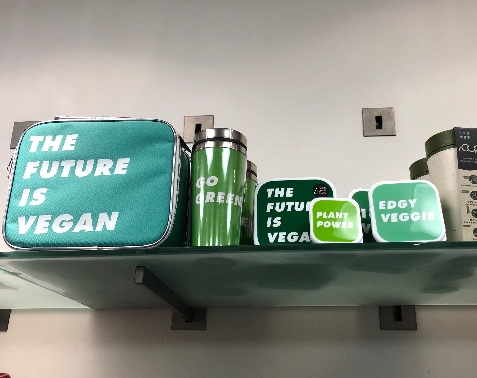 THE
FUTURE
IS
VEGAN
GO
GREEN
THE
FUTU
IS
VEGA
PLANT
POWER
EDGY
VEGGIE